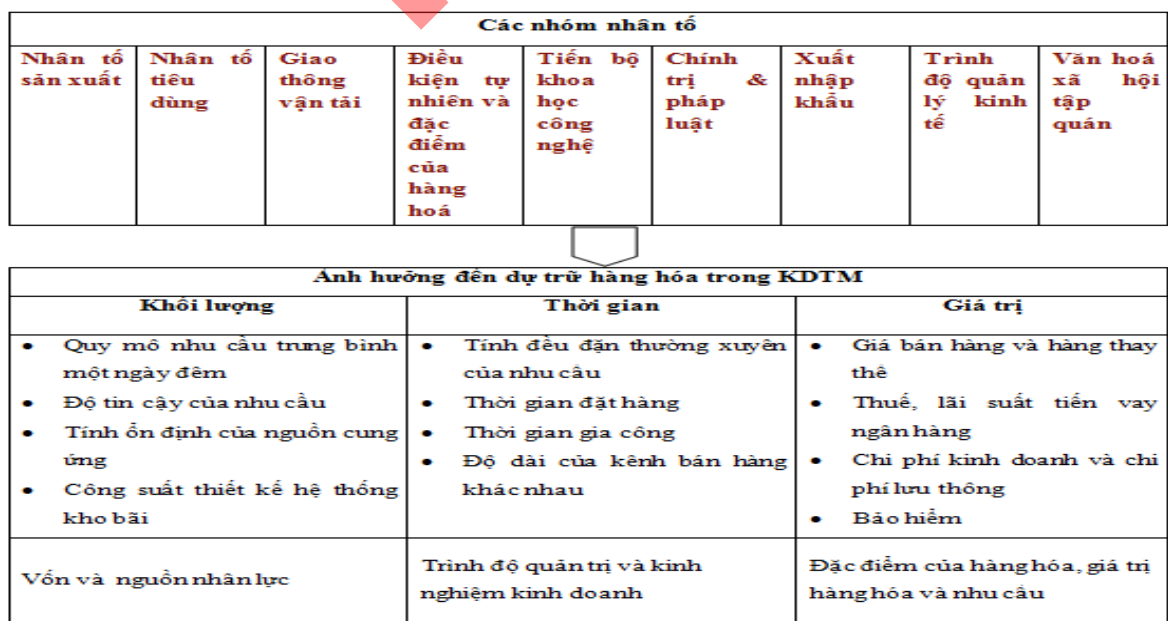 Các nhóm nhân tố
Nhân tố
sản xuất
Nhân tố
tiêu
dùng
Giao
thông
vận tải
Điều
kiện tự
nhiên và
đặc
điểm
của
hàng
hoá
Tiến bộ
khoa
học
công
nghệ
Chính
trị &
pháp
luật
Xuất
nhập
khẩu
Trình
độ quản
lý kinh
tế
Văn hoá
xã hội
tập
quán
Ảnh hưởng đến dự trữ hàng hóa trong KDTM
Khối lượng
• Quy mô nhu cầu trung bình
một ngày đêm
• Độ tin cậy của nhu cầu
• Tính ổn định của nguồn cung
ứng
• Công suất thiết kế hệ thống
kho bãi
Thời gian
• Tính đều đặn thường xuyên
của nhu cầu
• Thời gian đặt hàng
• Thời gian gia công
• Độ dài của kênh bán hàng
khác nhau
Giá trị
• Giá bán hàng và hàng thay
thế
• Thuế, lãi suất tiền vay
ngân hàng
• Chi phí kinh doanh và chi
phí lưu thông
• Bảo hiểm
Vốn và nguồn nhân lực
Trình độ quản trị và kinh
nghiệm kinh doanh
Đặc điểm của hàng hóa, giá trị
hàng hóa và nhu cầu